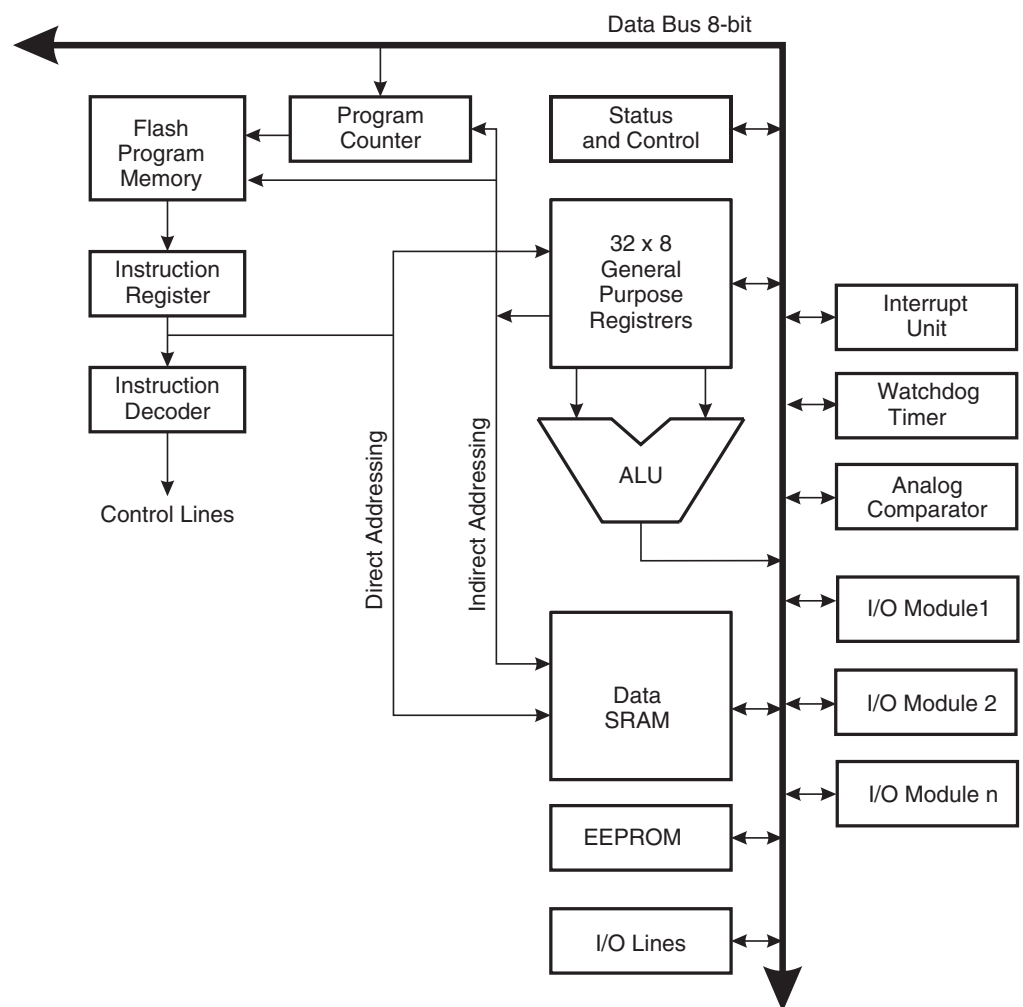 Data Bus 8-bit
Flash
Program
Memory
Program
Counter
Status
and Control
32 x 8
General
Purpose
Registrers
Instruction
Register
Instruction
Decoder
Control Lines
Direct Addressing
Indirect Addressing
ALU
Interrupt
Unit
Watchdog
Timer
Analog
Comparator
I/O Module1
Data
SRAM
I/O Module 2
I/O Module n
EEPROM
I/O Lines